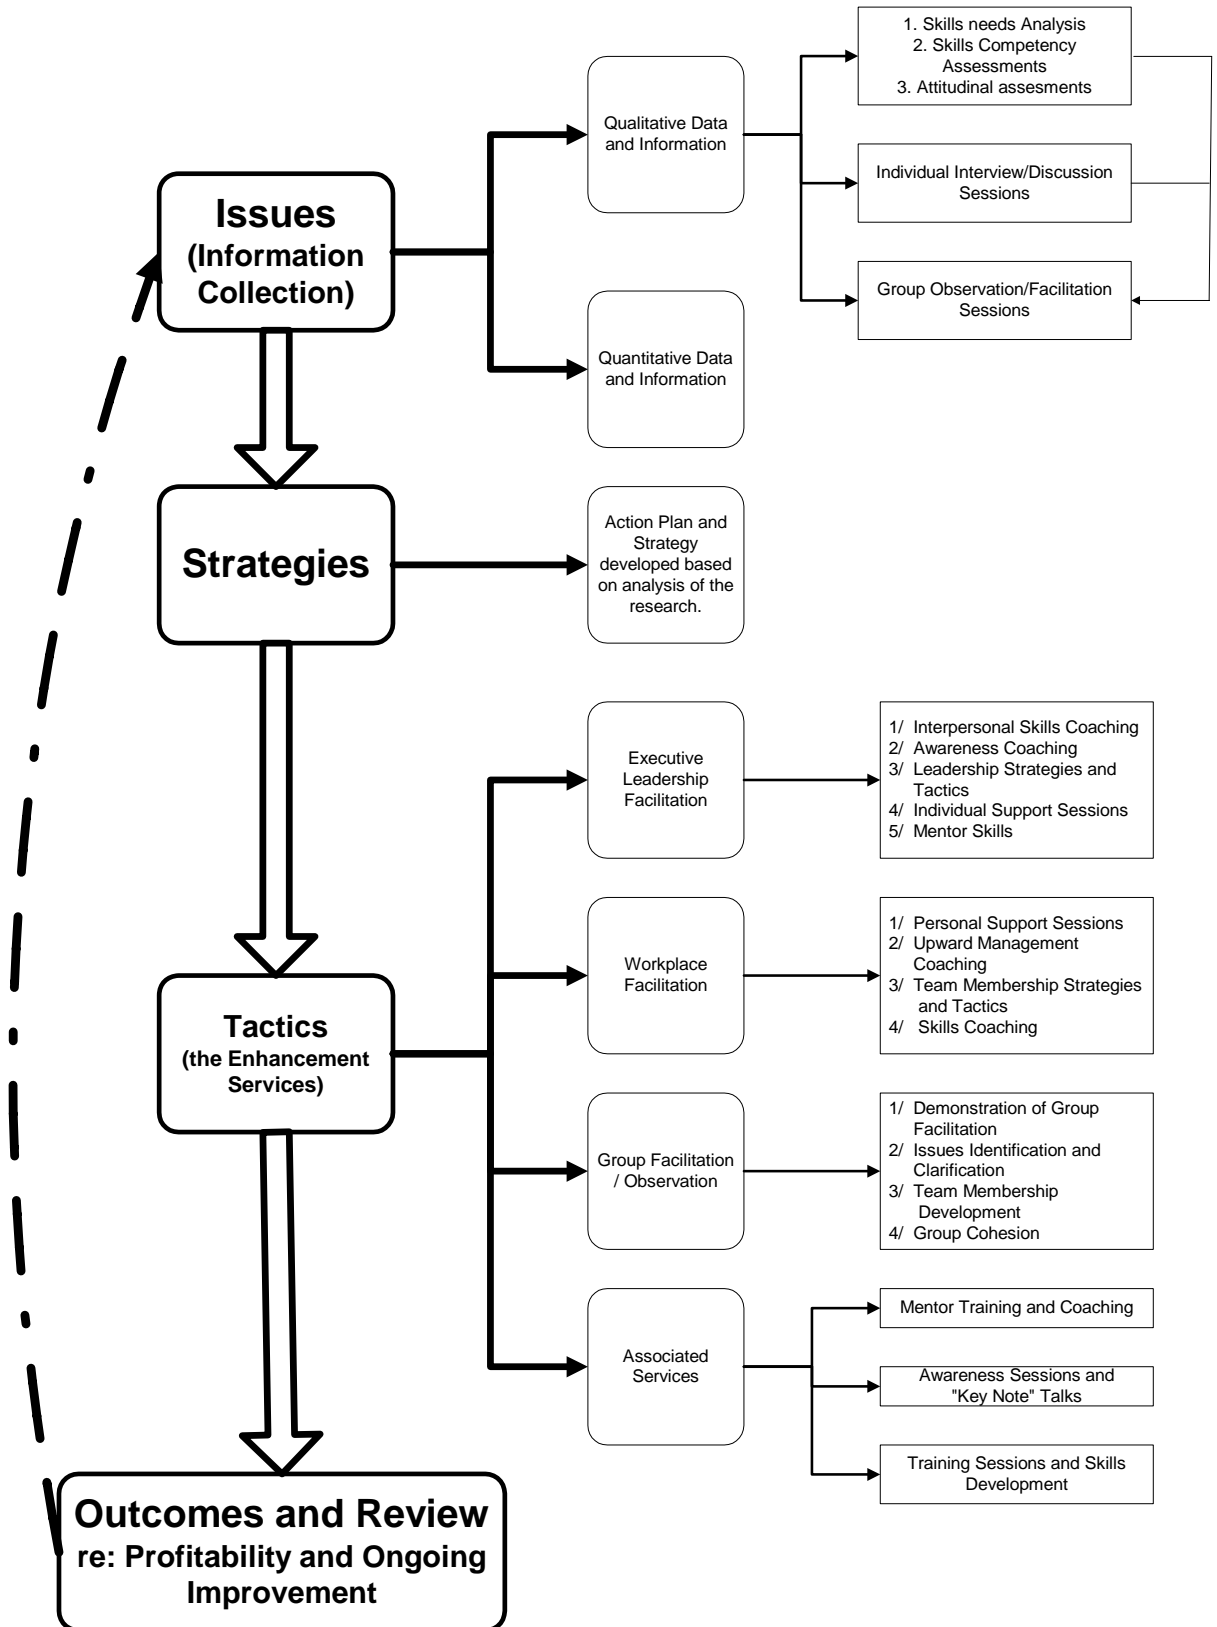 1. Skills needs Analysis
2. Skills Competency
Assessments
3. Attitudinal assesments
Qualitative Data
and Information
Individual Interview/Discussion
Sessions
Group Observation/Facilitation
Sessions
Issues
(Information
Collection)
Quantitative Data
and Information
Strategies
Action Plan and
Strategy
developed based
on analysis of the
research.
Executive
Leadership
Facilitation
1/ Interpersonal Skills Coaching
2/ Awareness Coaching
3/ Leadership Strategies and
Tactics
4/ Individual Support Sessions
5/ Mentor Skills
Workplace
Facilitation
1/ Personal Support Sessions
2/ Upward Management
Coaching
3/ Team Membership Strategies
and Tactics
4/ Skills Coaching
Tactics
(the Enhancement
Services)
Group Facilitation
/ Observation
1/ Demonstration of Group
Facilitation
2/ Issues Identification and
Clarification
3/ Team Membership
Development
4/ Group Cohesion
Associated
Services
Mentor Training and Coaching
Awareness Sessions and
"Key Note" Talks
Training Sessions and Skills
Development
Outcomes and Review
re: Profitability and Ongoing
Improvement